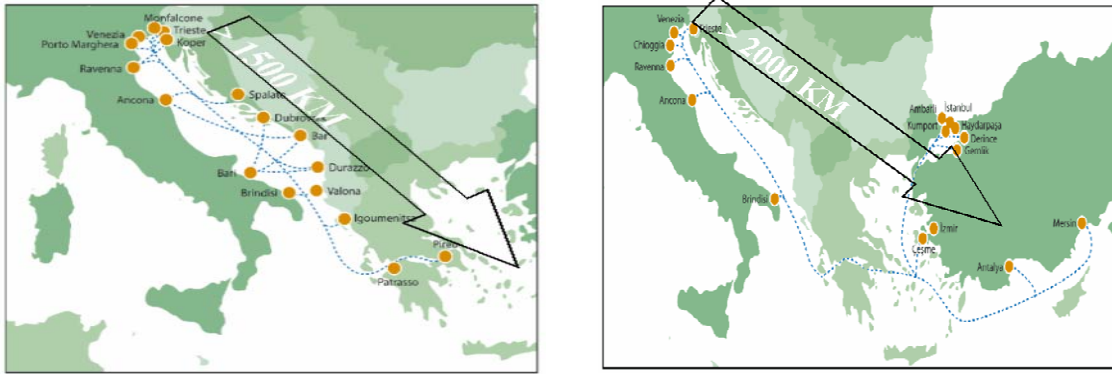 Monfalcone
Venezia
Trieste
Porto Marghera
Koper
Ravenna
Ancona
Spalato
Dubrov
Bar
Bari
Durazzo
Brindisi
Valona
Igoumenitsa
Pireo
Patrasso
> 1500 KM
Venezia
Trieste
Chioggia
Ravenna
Ancona
Brindisi
Ambarli
Istanbul
Kumport
Haydarpaşa
Derince
Gemlik
Izmir
Cesme
Mersin
Antalya
> 2000 KM